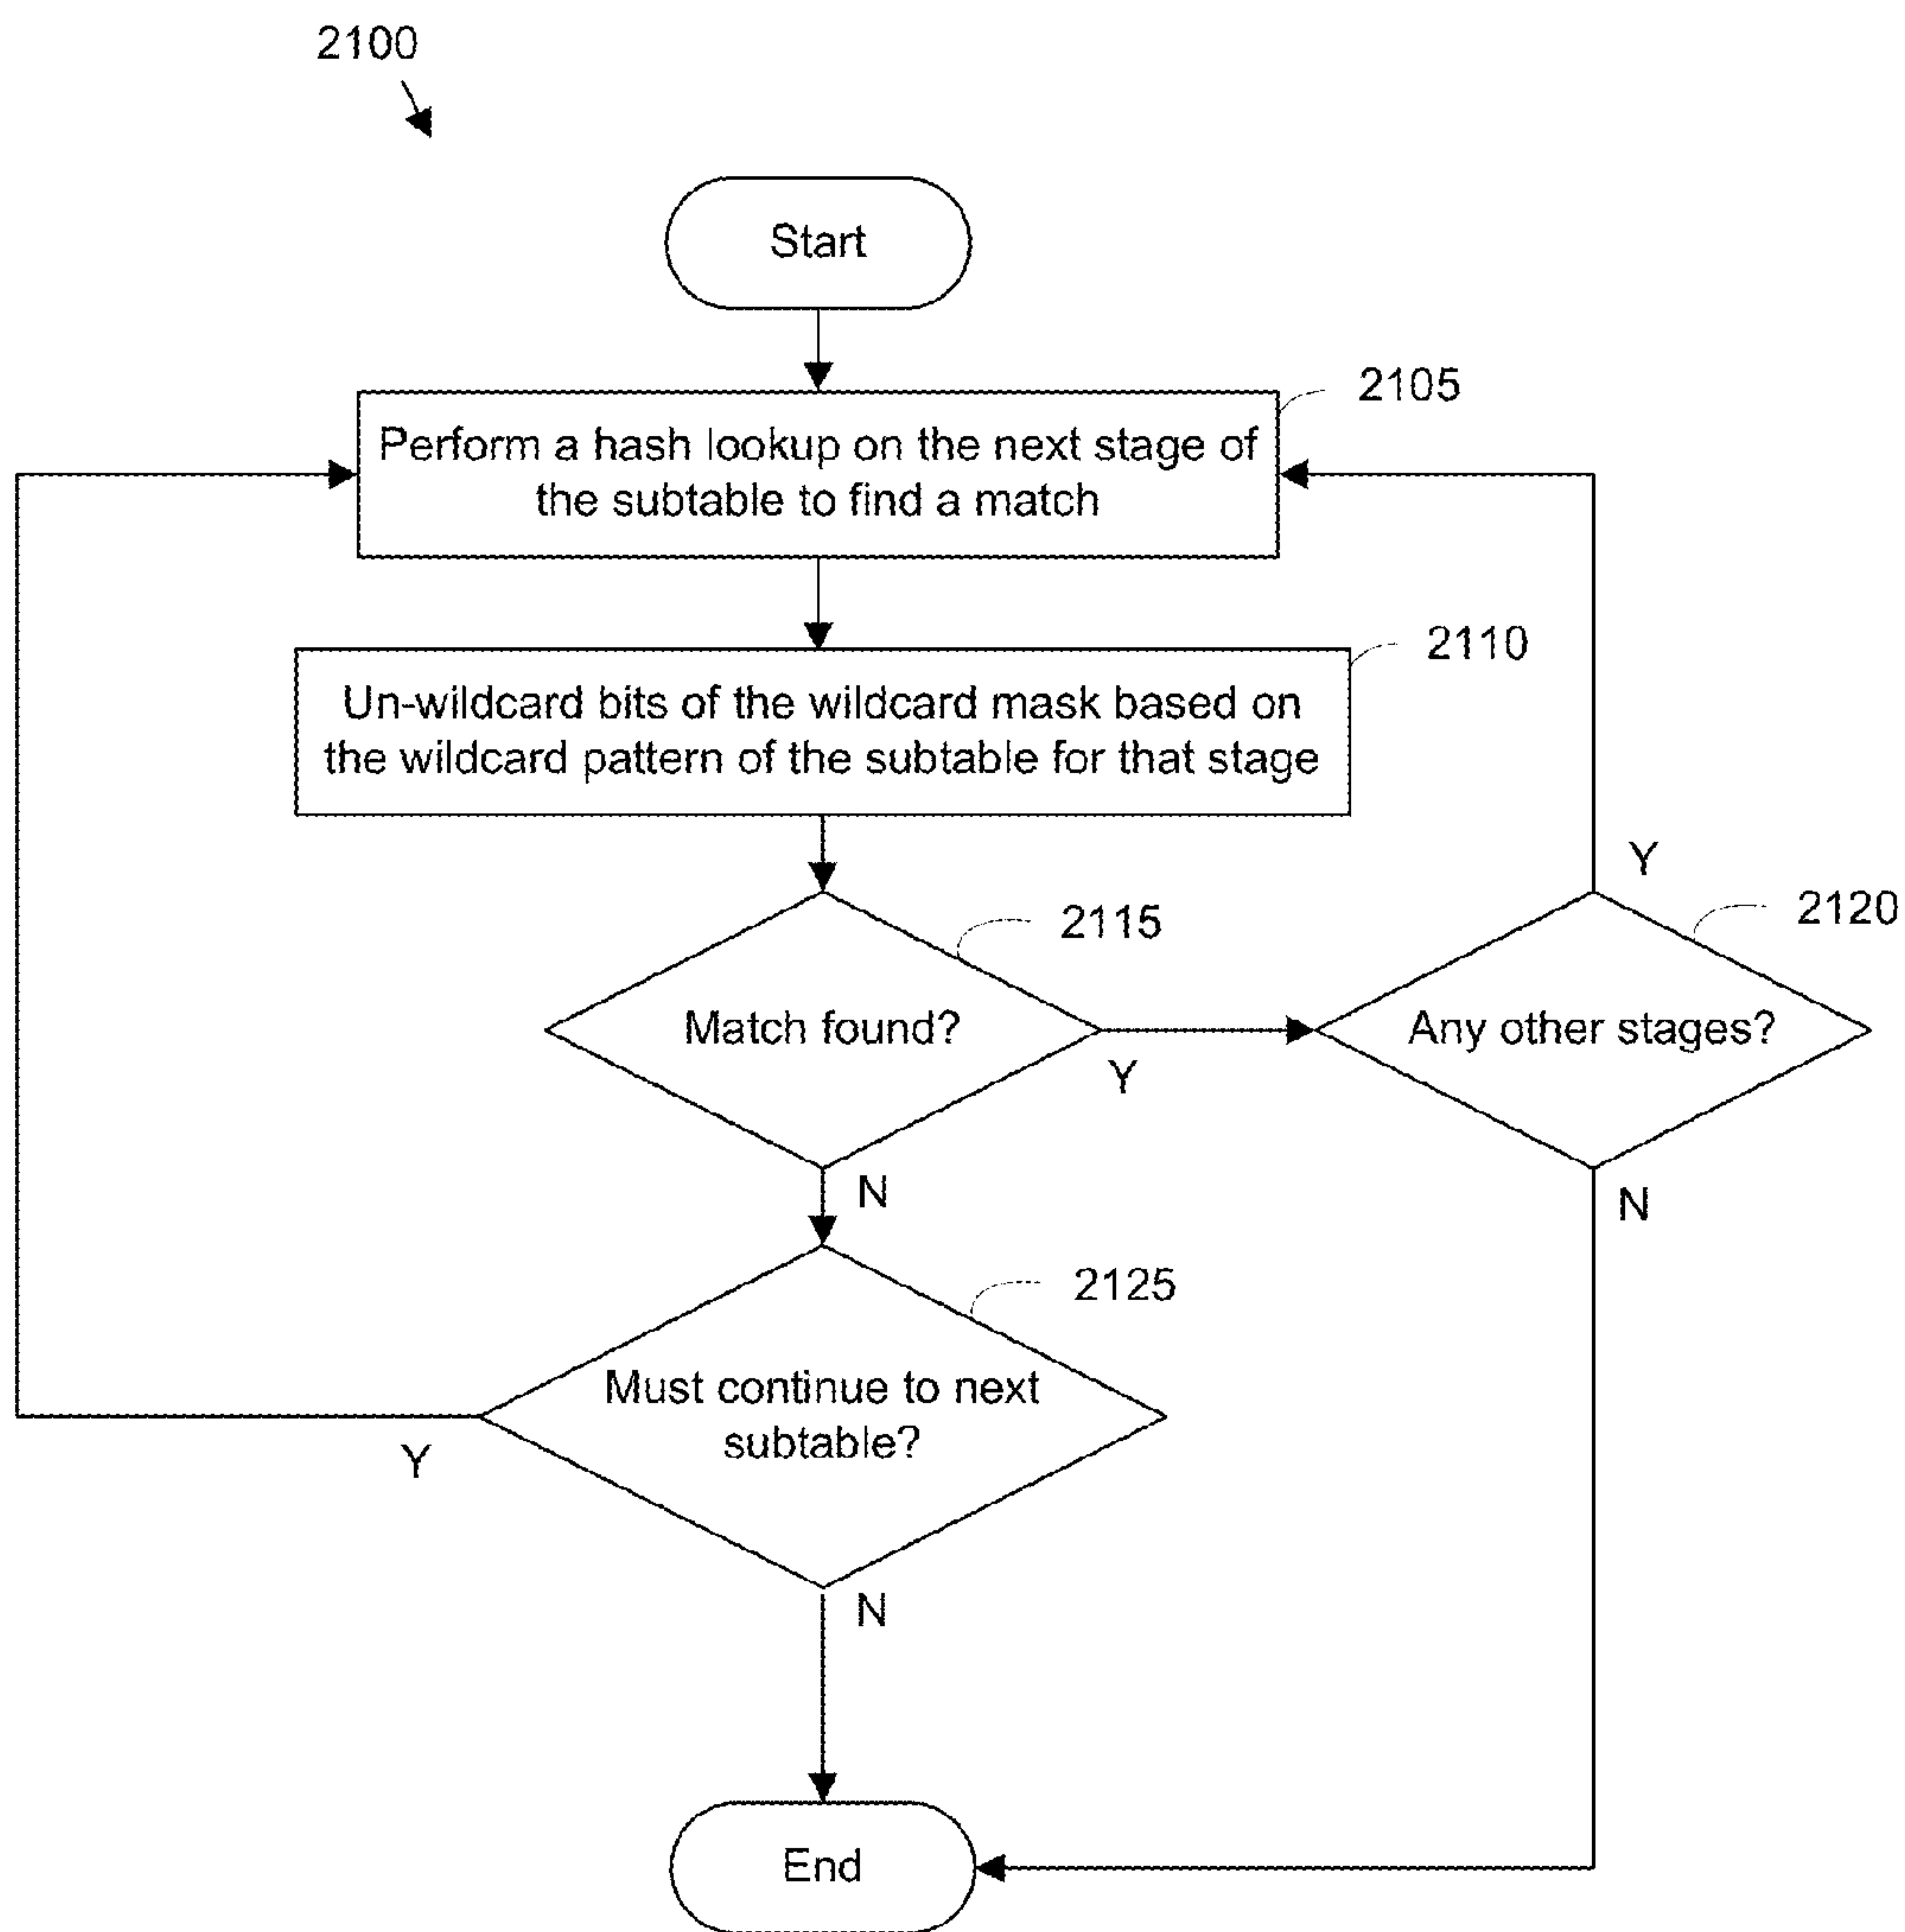 2100
Start
2105
Perform a hash lookup on the next stage of
the subtable to find a match
2110
Un-wildcard bits of the wildcard mask based on
the wildcard pattern of the subtable for that stage
Y
2115
2120
Match found?
Any other stages?
Y
N
N
2125
Must continue to next
subtable?
Y
N
End